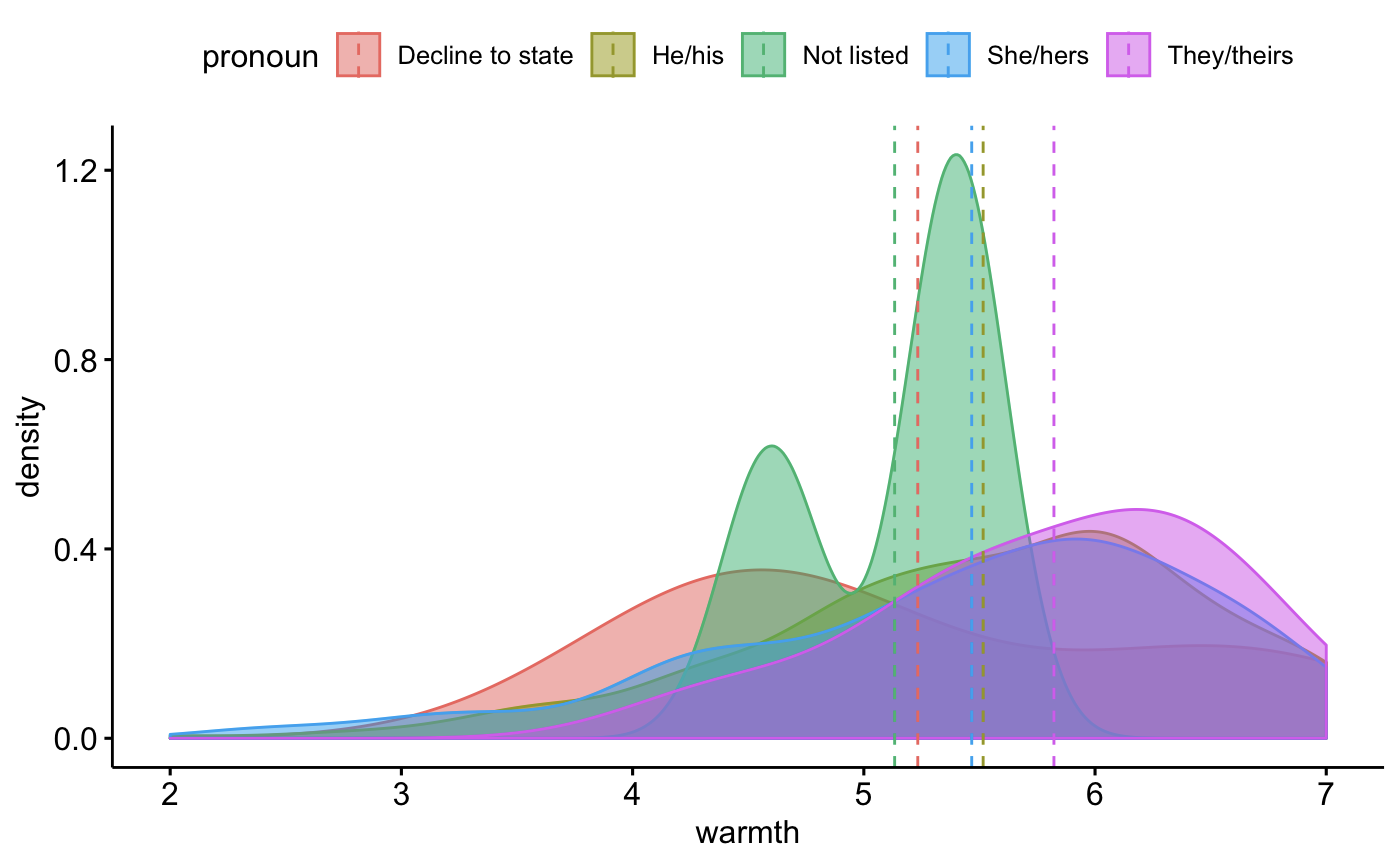 pronoun Decline to state He/his Not listed She/hers They/theirs
1.2
0.8
0.4
0.0
density
2 3 4 5 6 7
warmth